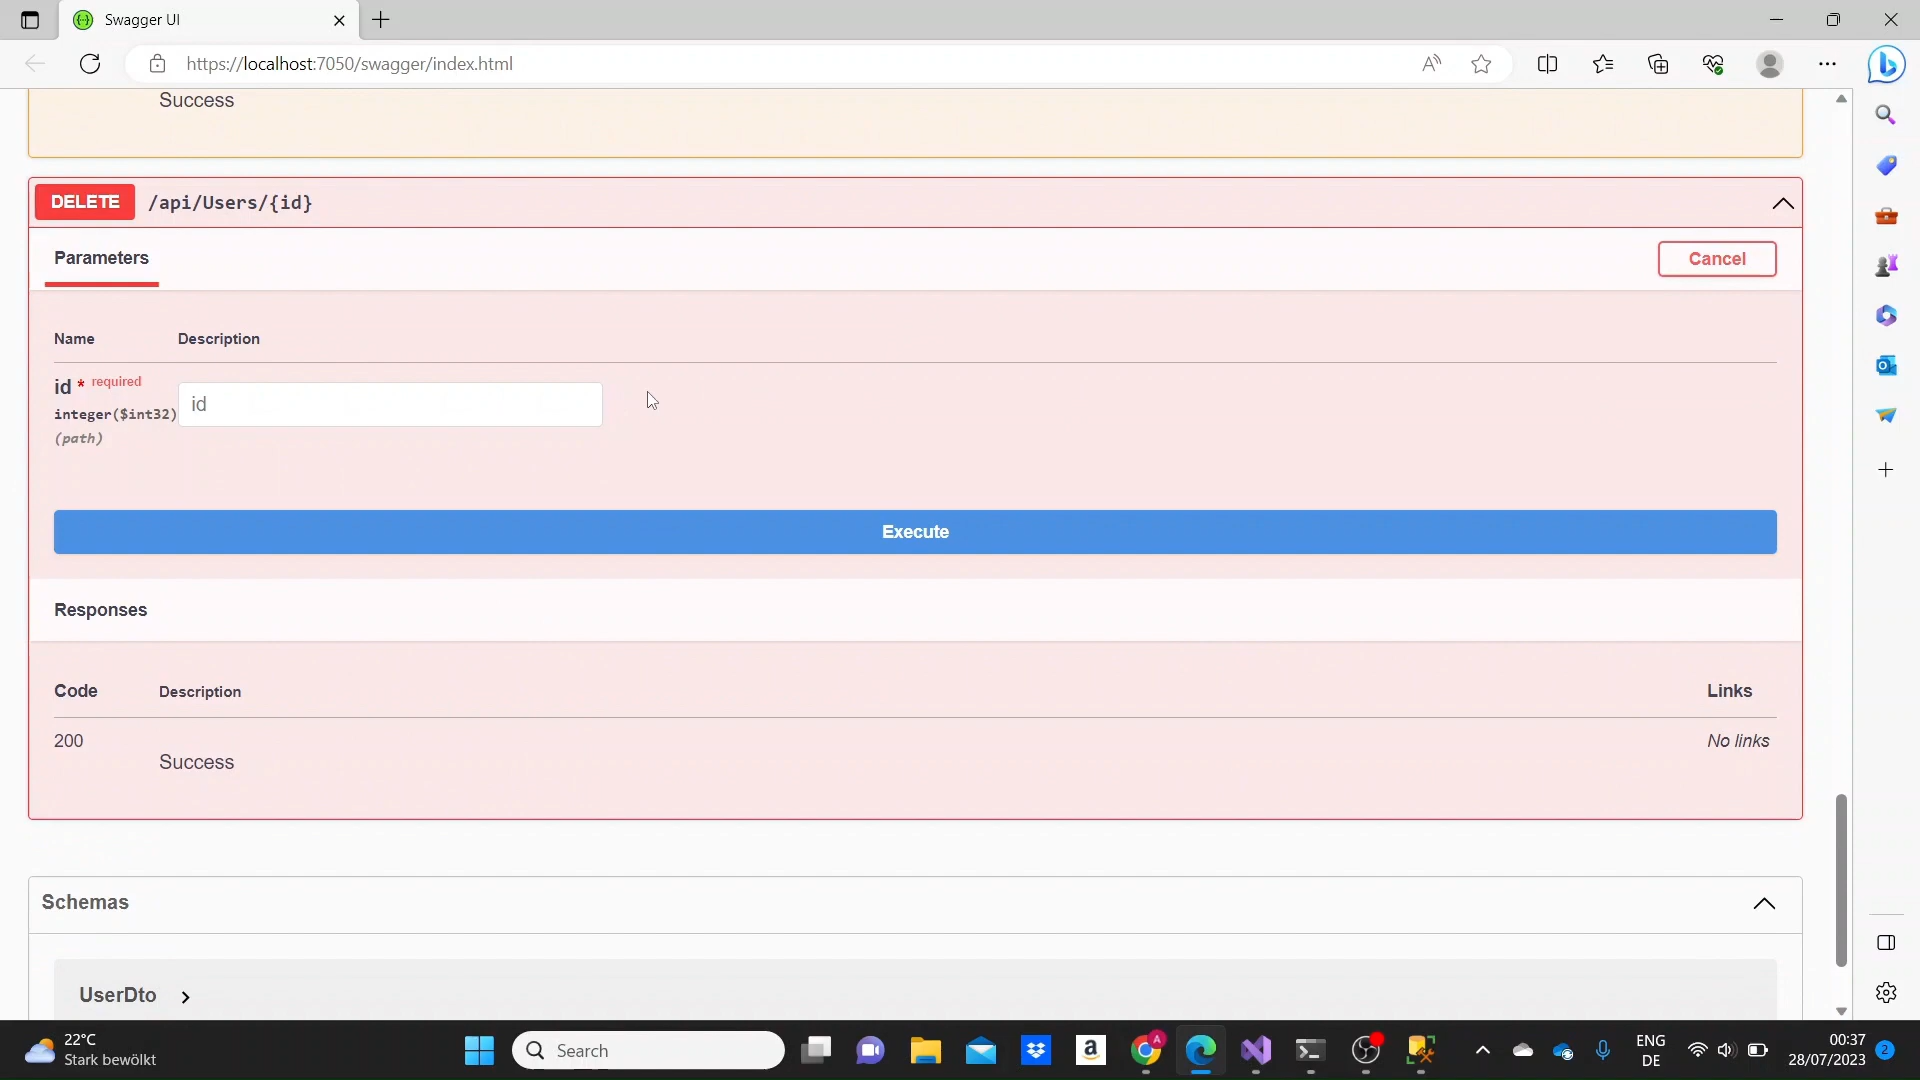 Swagger UI
https://localhost:7050/swagger/index.html
Success
DELETE /api/Users/{id}
Parameters
Cancel
Name Description
id * required
integer($int32)
(path)
id
Execute
Responses
Code Description Links
200 No links
Success
Schemas
UserDto
22°C
Stark bewölkt
Search
A
ENG
DE
00:37
28/07/2023
2